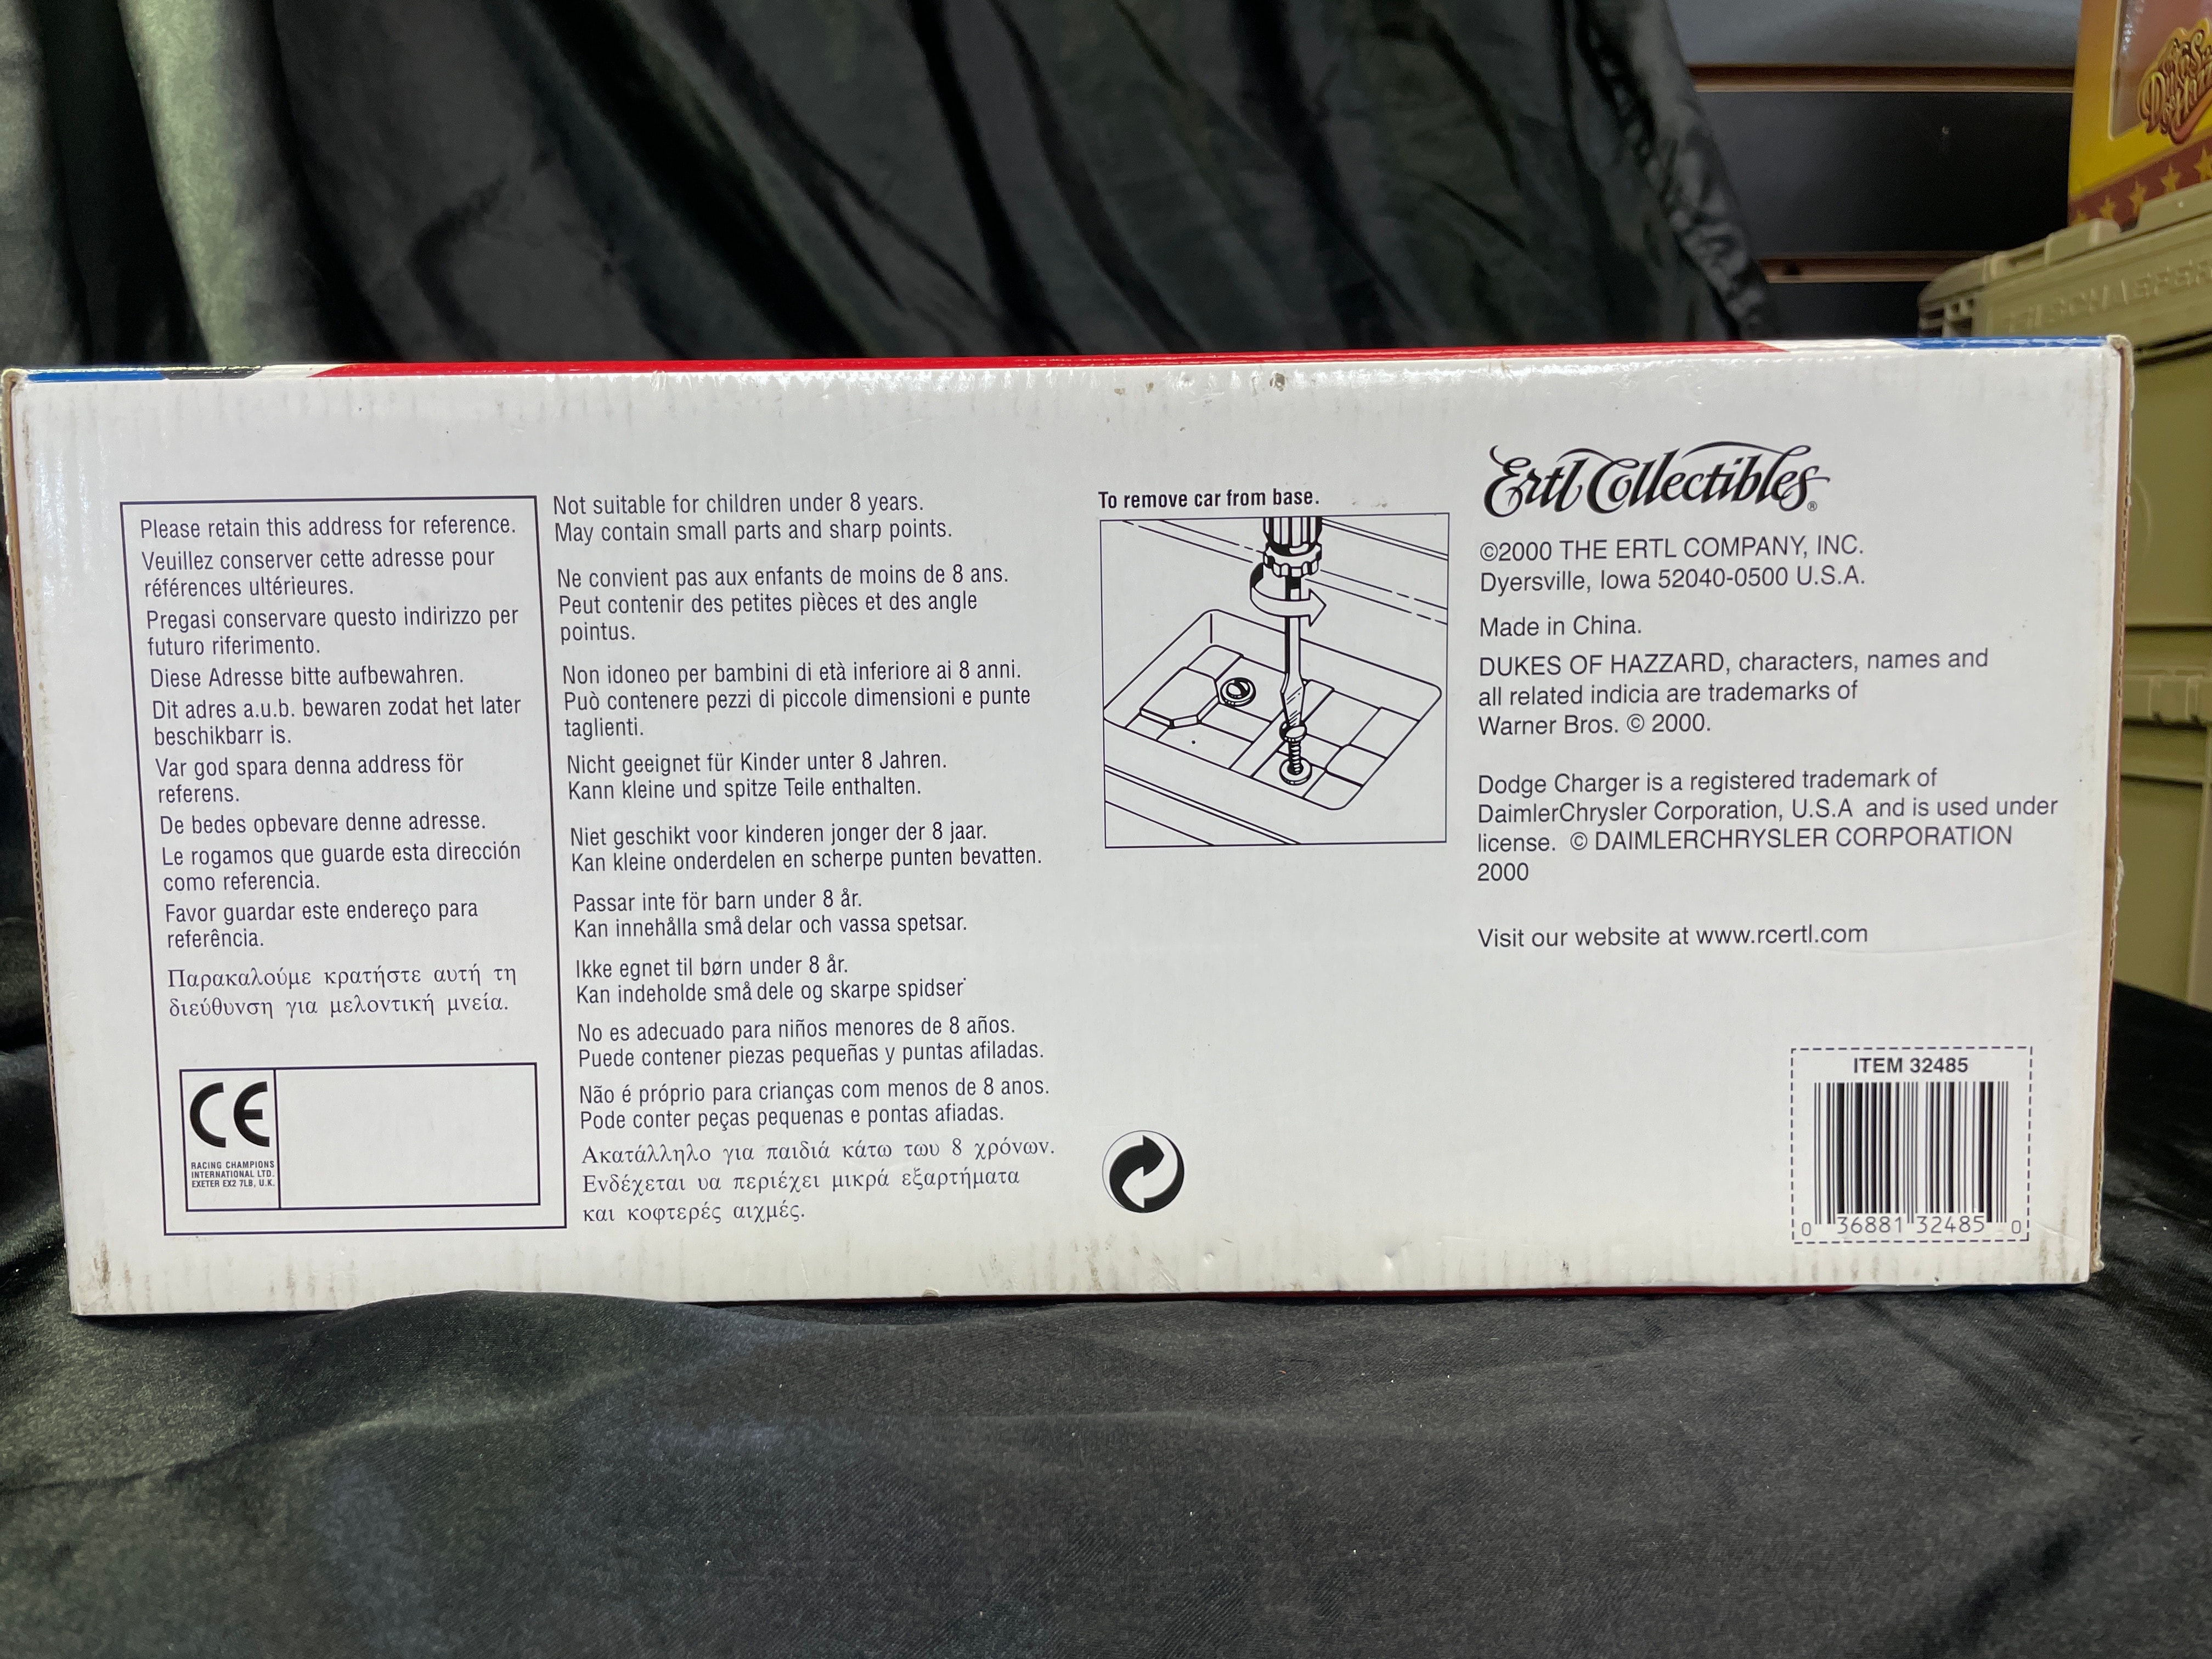 Please retain this address for reference.
Veuillez conserver cette adresse pour
références ultérieures.
Pregasi conservare questo indirizzo per
futuro riferimento.
Diese Adresse bitte aufbewahren.
Dit adres a.u.b. bewaren zodat het later
beschikbarr is.
Var god spara denna address för
referens.
De bedes opbevare denne adresse.
Le rogamos que guarde esta dirección
como referencia.
Favor guardar este endereço para
referência.
Παρακαλούμε κρατήστε αυτή τη
διεύθυνση για μελοντική μνεία.
CE
RACING CHAMPIONS
INTERNATIONAL LTD.
EXETER EX2 7LB, U.K.
Not suitable for children under 8 years.
May contain small parts and sharp points.
Ne convient pas aux enfants de moins de 8 ans.
Peut contenir des petites pièces et des angle
pointus.
Non idoneo per bambini di età inferiore ai 8 anni.
Può contenere pezzi di piccole dimensioni e punte
taglienti.
Nicht geeignet für Kinder unter 8 Jahren.
Kann kleine und spitze Teile enthalten.
Niet geschikt voor kinderen jonger der 8 jaar.
Kan kleine onderdelen en scherpe punten bevatten.
Passar inte för barn under 8 år.
Kan innehålla små delar och vassa spetsar.
Ikke egnet til børn under 8 år.
Kan indeholde små dele og skarpe spidser
No es adecuado para niños menores de 8 años.
Puede contener piezas pequeñas y puntas afiladas.
Não é próprio para crianças com menos de 8 anos.
Pode conter peças pequenas e pontas afiadas.
Ακατάλληλο για παιδιά κάτω του 8 χρόνων.
Ενδέχεται υα περιέχει μικρά εξαρτήματα
και κοφτερές αιχμές.
To remove car from base.
Ertl Collectibles®
©2000 THE ERTL COMPANY, INC.
Dyersville, Iowa 52040-0500 U.S.A.
Made in China.
DUKES OF HAZZARD, characters, names and
all related indicia are trademarks of
Warner Bros. © 2000.
Dodge Charger is a registered trademark of
DaimlerChrysler Corporation, U.S.A and is used under
license. © DAIMLERCHRYSLER CORPORATION
2000
Visit our website at www.rcertl.com
ITEM 32485
0 36881 32485 0